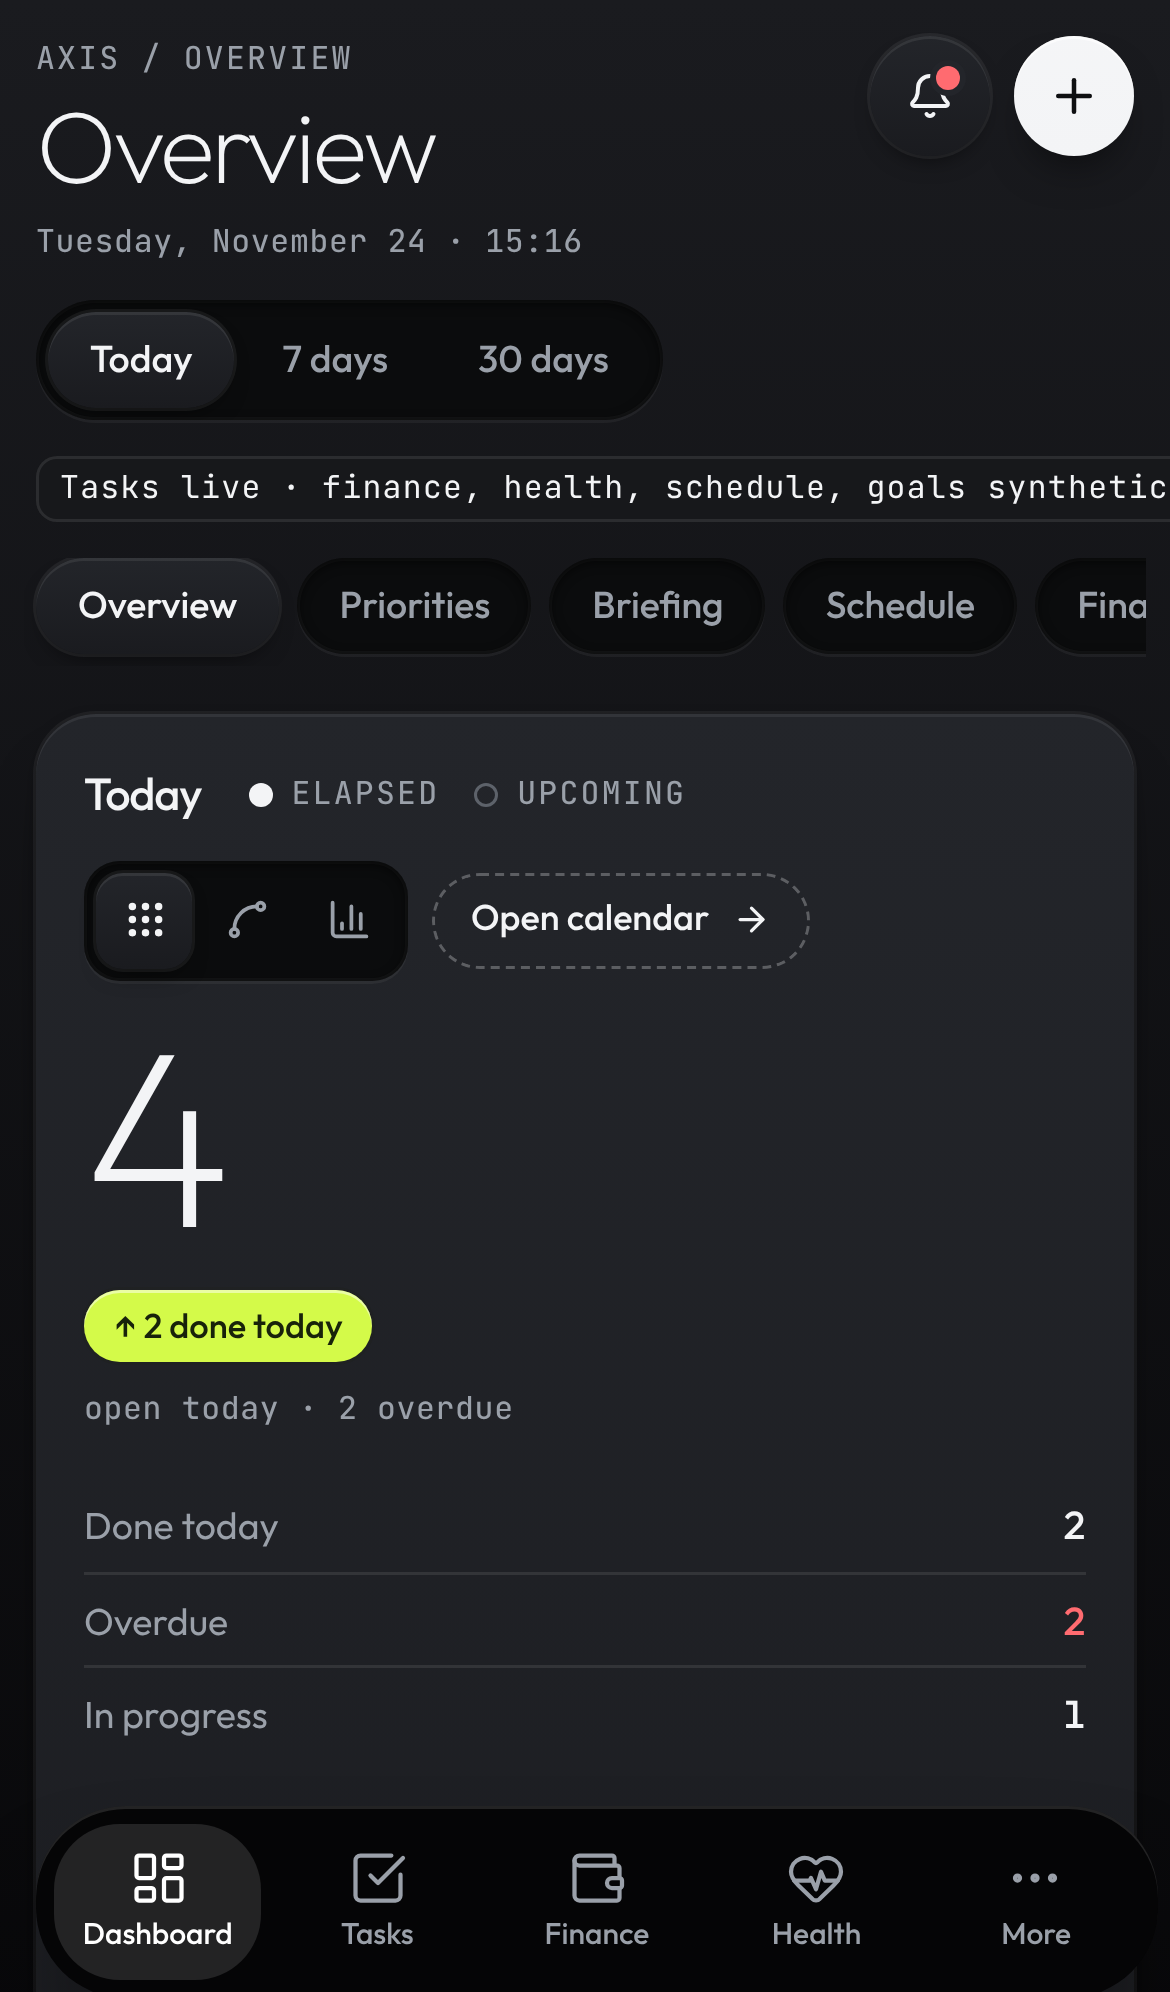 AXIS / OVERVIEW
Overview
Tuesday, November 24 · 15:16
Today 7 days 30 days
Tasks live · finance, health, schedule, goals synthetic
Overview Priorities Briefing Schedule Fina
Today ELAPSED UPCOMING
Open calendar →
4
↑ 2 done today
open today · 2 overdue
Done today 2
Overdue 2
In progress 1
Dashboard Tasks Finance Health More